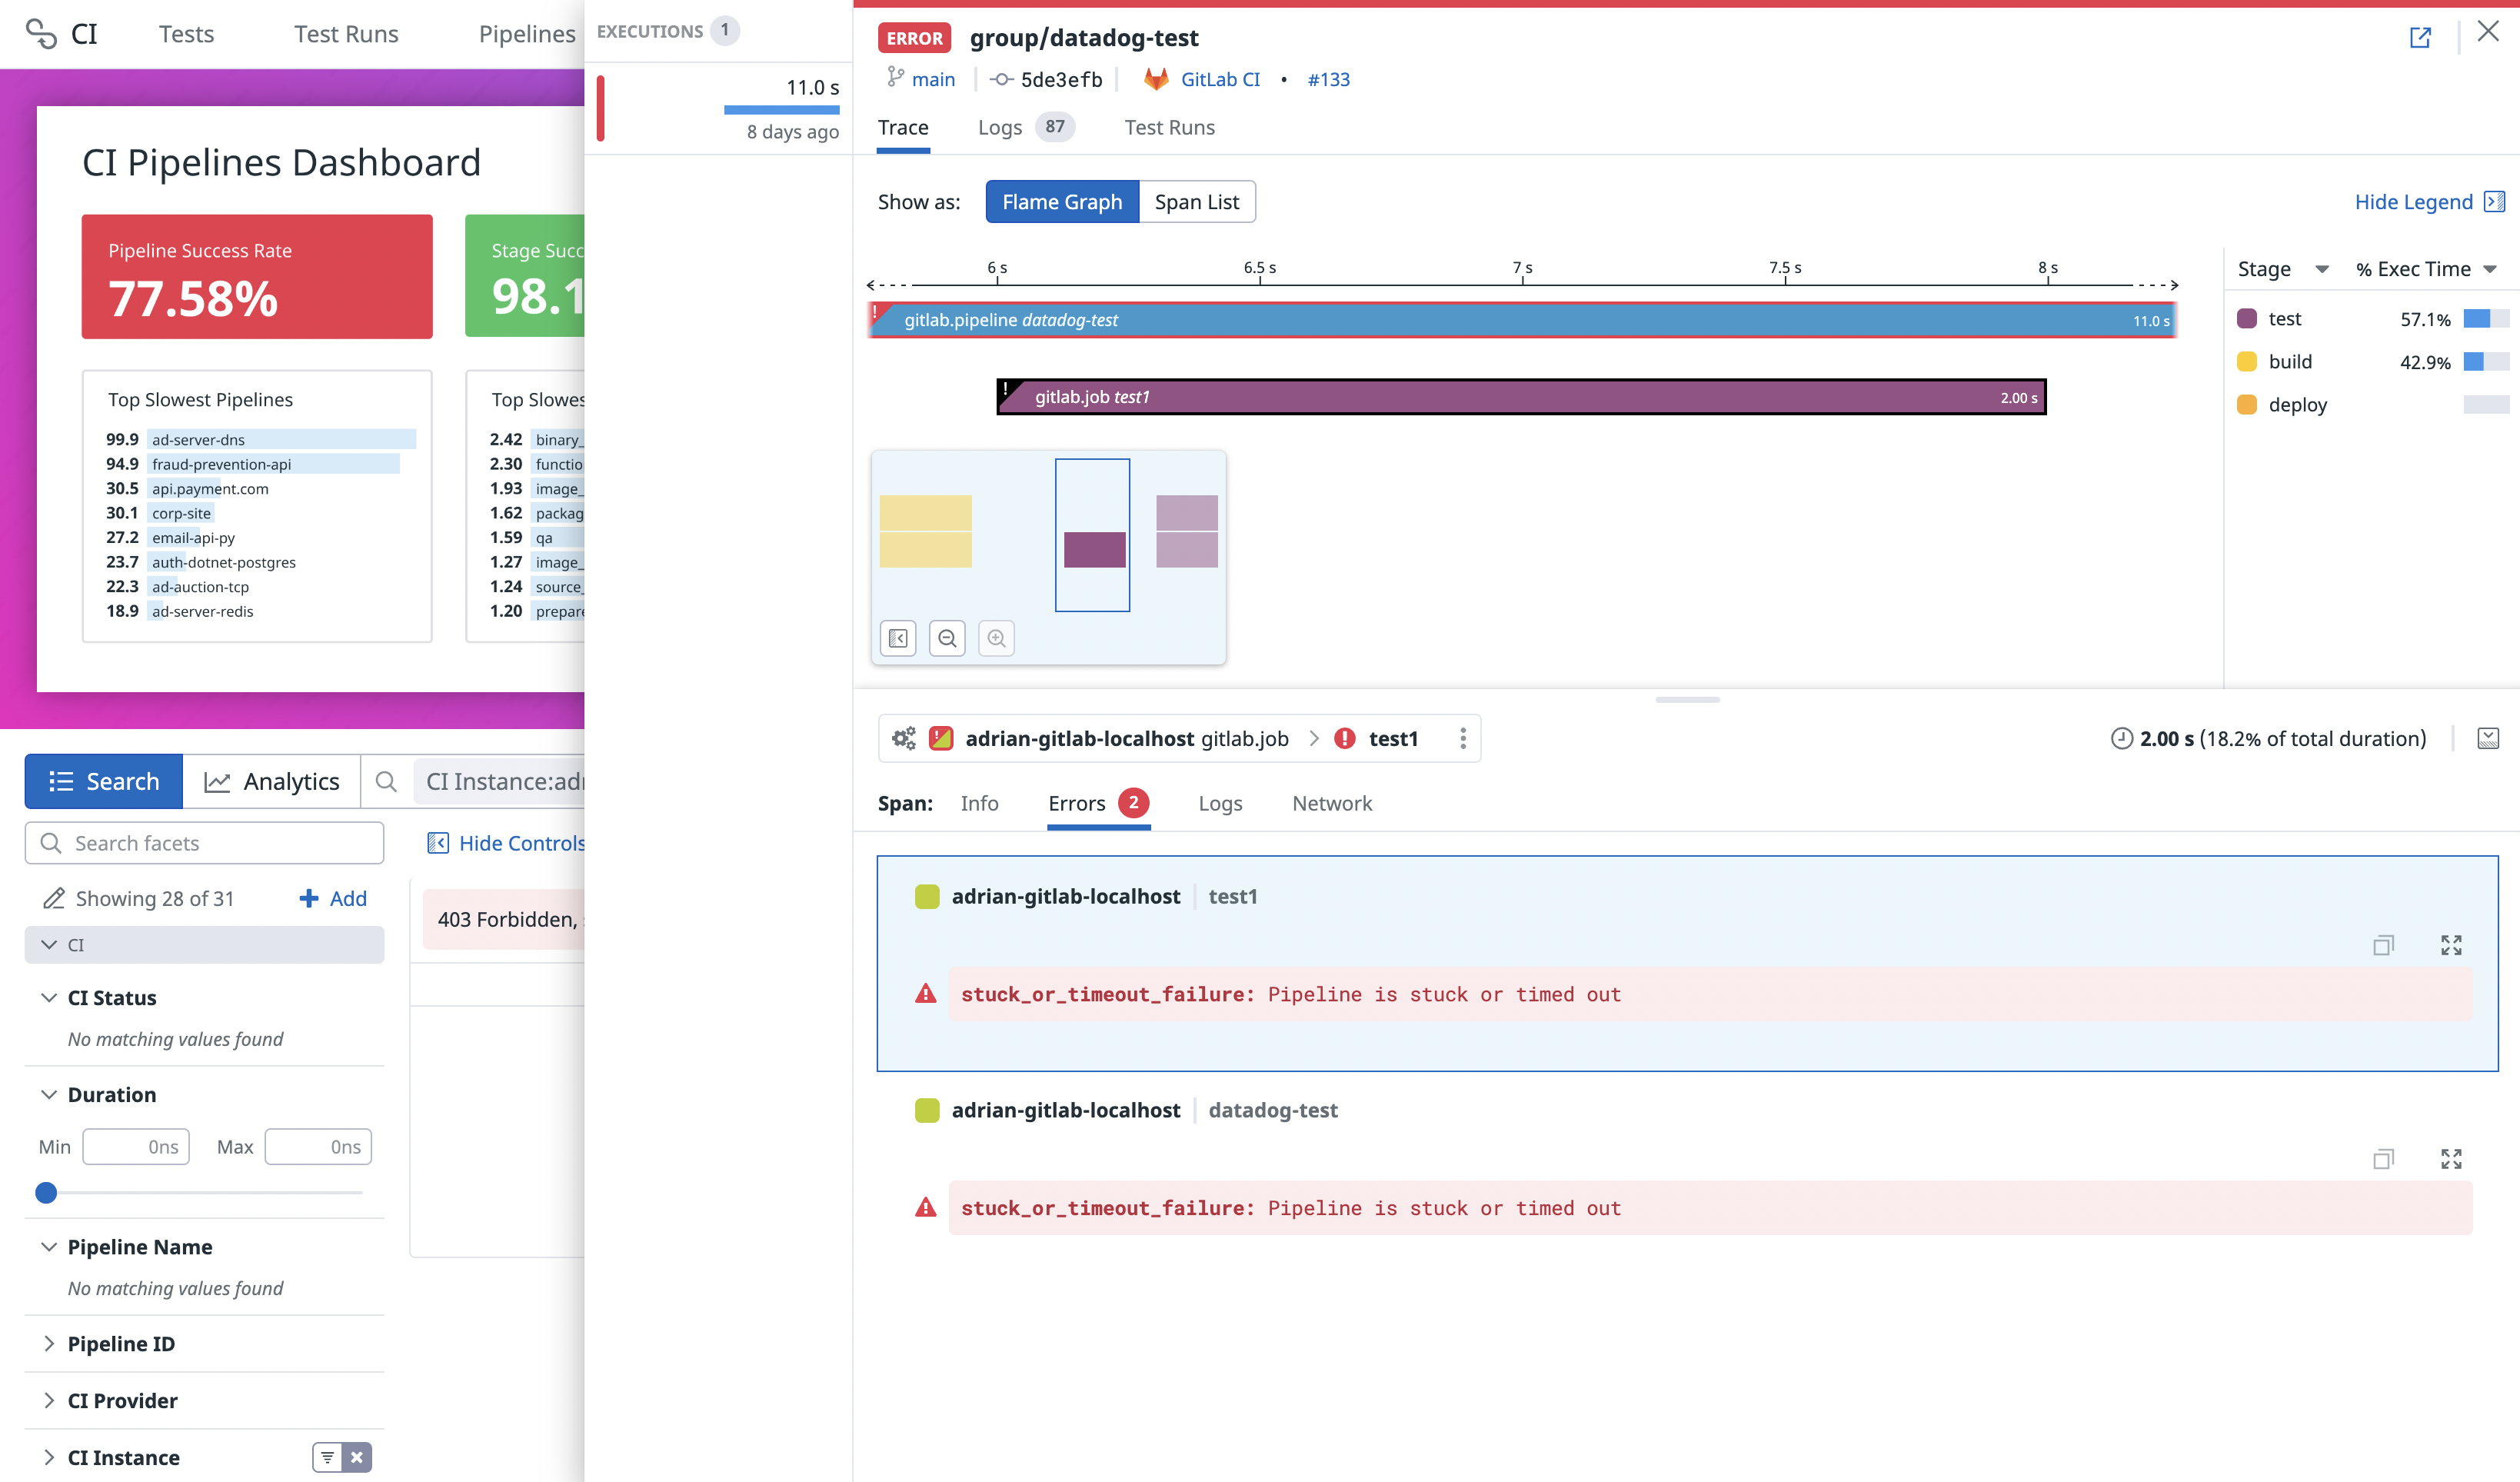 CI
Tests
Test Runs
Pipelines
CI Pipelines Dashboard
Pipeline Success Rate
77.58%
Stage Succ
98.1
Top Slowest Pipelines
99.9 ad-server-dns
94.9 fraud-prevention-api
30.5 api.payment.com
30.1 corp-site
27.2 email-api-py
23.7 auth-dotnet-postgres
22.3 ad-auction-tcp
18.9 ad-server-redis
Top Slowes
2.42 binary_
2.30 functio
1.93 image_
1.62 packag
1.59 qa
1.27 image_
1.24 source_
1.20 prepare
Search
Analytics
CI Instance:adr
Search facets
Hide Controls
Showing 28 of 31
Add
403 Forbidden,
CI
CI Status
No matching values found
Duration
Min 0ns Max 0ns
Pipeline Name
No matching values found
Pipeline ID
CI Provider
CI Instance
EXECUTIONS 1
11.0 s
8 days ago
ERROR group/datadog-test
main 5de3efb GitLab CI • #133
Trace Logs 87 Test Runs
Show as: Flame Graph Span List
Hide Legend
6 s 6.5 s 7 s 7.5 s 8 s
gitlab.pipeline datadog-test 11.0 s
gitlab.job test1 2.00 s
Stage % Exec Time
test 57.1%
build 42.9%
deploy
adrian-gitlab-localhost gitlab.job > test1
2.00 s (18.2% of total duration)
Span: Info Errors 2 Logs Network
adrian-gitlab-localhost test1
stuck_or_timeout_failure: Pipeline is stuck or timed out
adrian-gitlab-localhost datadog-test
stuck_or_timeout_failure: Pipeline is stuck or timed out